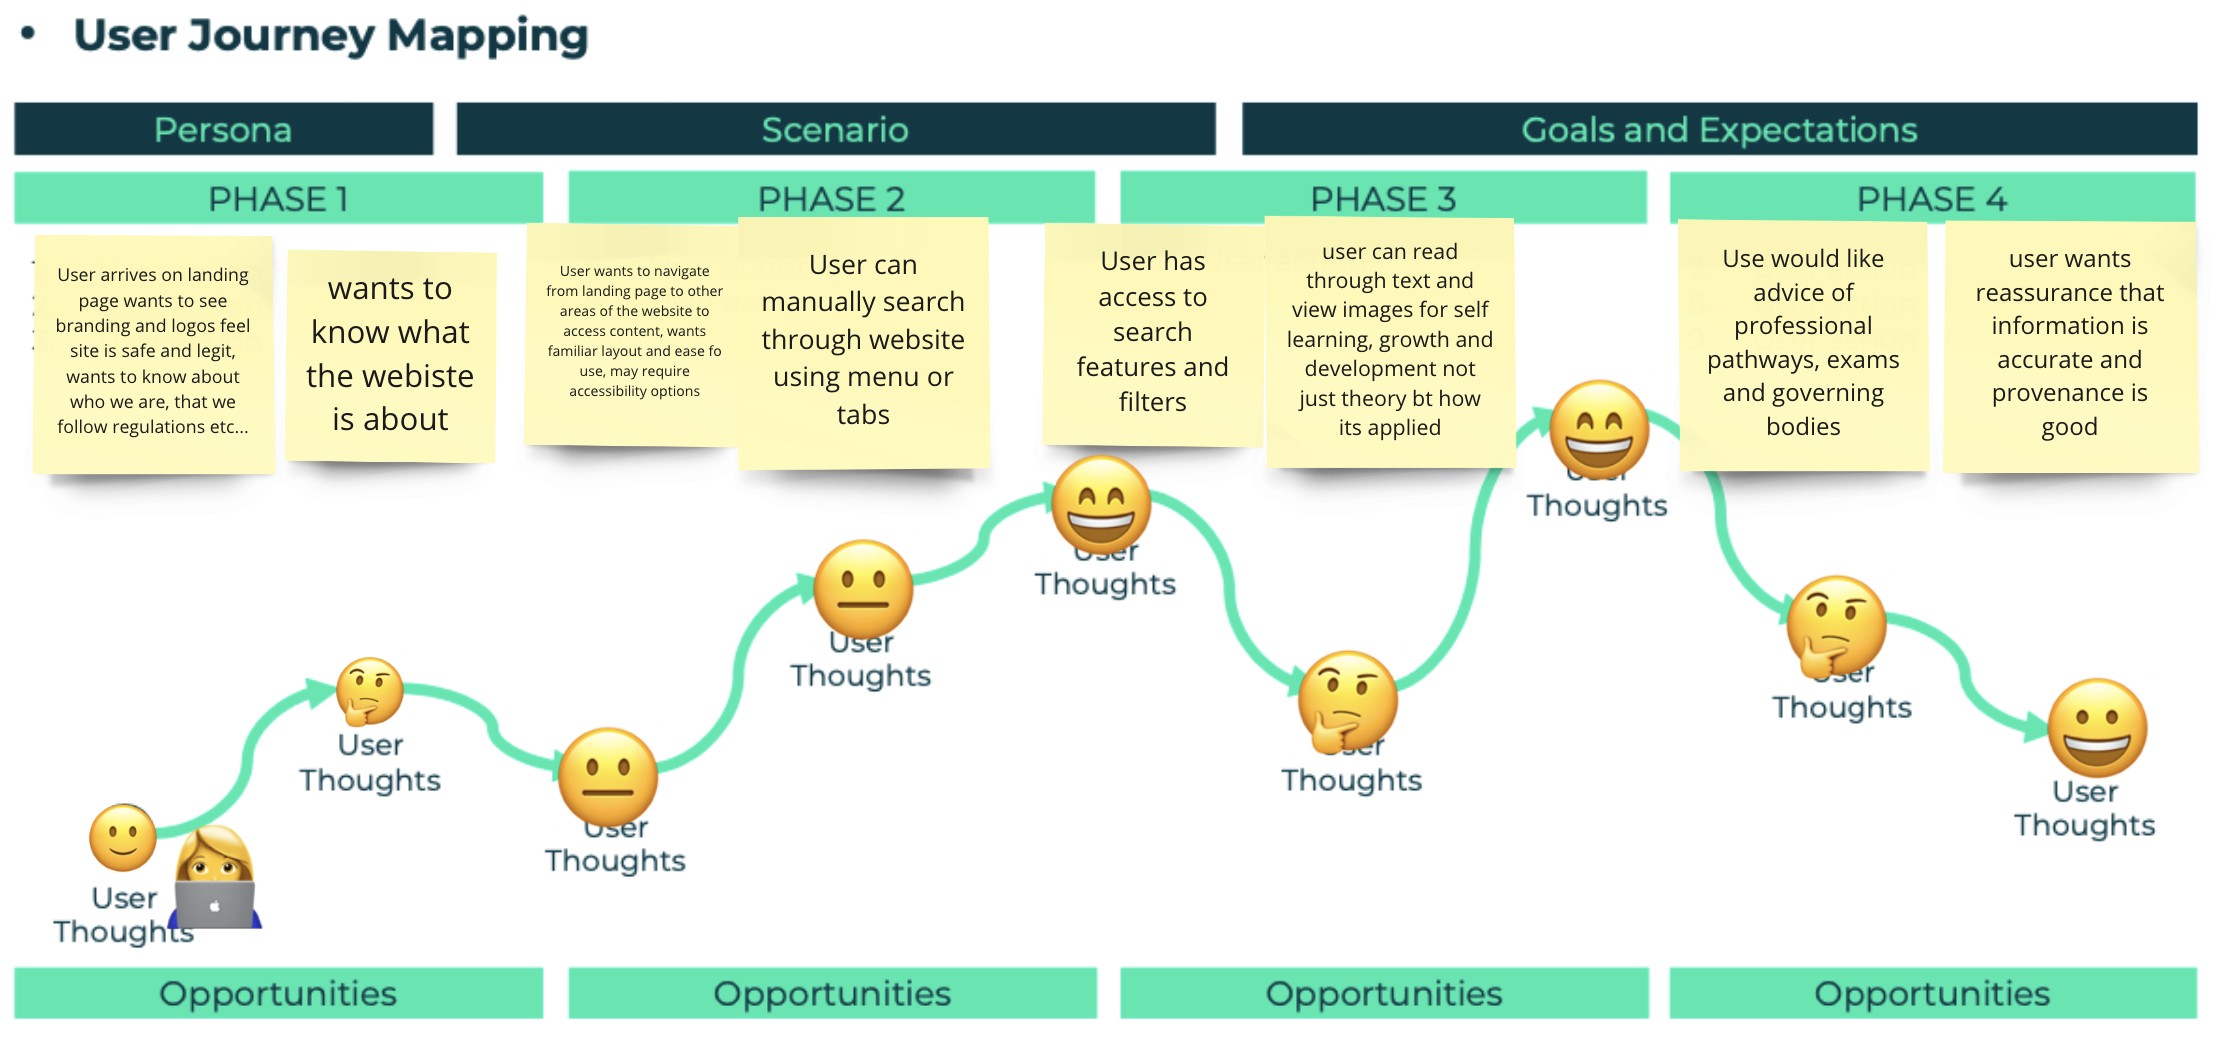 • User Journey Mapping
Persona
Scenario
Goals and Expectations
PHASE 1
PHASE 2
PHASE 3
PHASE 4
User arrives on landing
page wants to see
branding and logos feel
site is safe and legit,
wants to know about
who we are, that we
follow regulations etc...
wants to
know what
the webiste
is about
User wants to navigate
from landing page to other
areas of the website to
access content, wants
familiar layout and ease fo
use, may require
accessibility options
User can
manually search
through website
using menu or
tabs
User has
access to
search
features and
filters
user can read
through text and
view images for self
learning, growth and
development not
just theory bt how
its applied
Use would like
advice of
professional
pathways, exams
and governing
bodies
user wants
reassurance that
information is
accurate and
provenance is
good
User
Thoughts
User
Thoughts
User
Thoughts
User
Thoughts
User
Thoughts
User
Thoughts
User
Thoughts
User
Thoughts
User
Thoughts
Opportunities
Opportunities
Opportunities
Opportunities